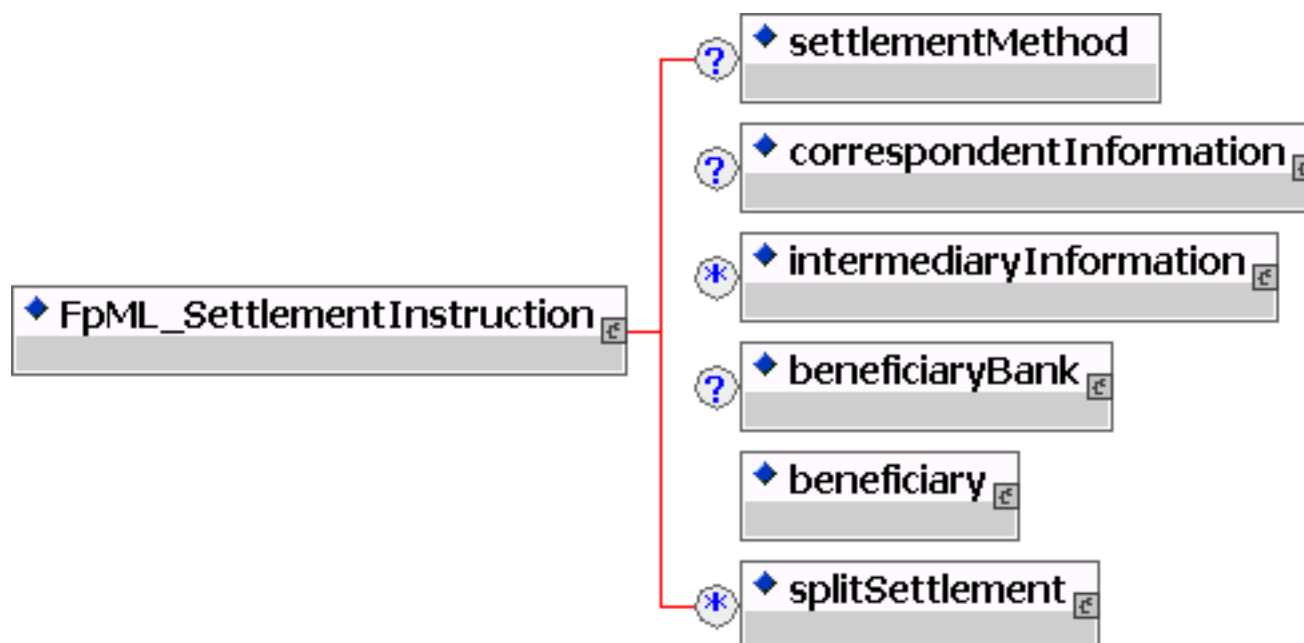 ? settlementMethod
? correspondentInformation
* intermediaryInformation
FpML_SettlementInstruction
? beneficiaryBank
beneficiary
* splitSettlement